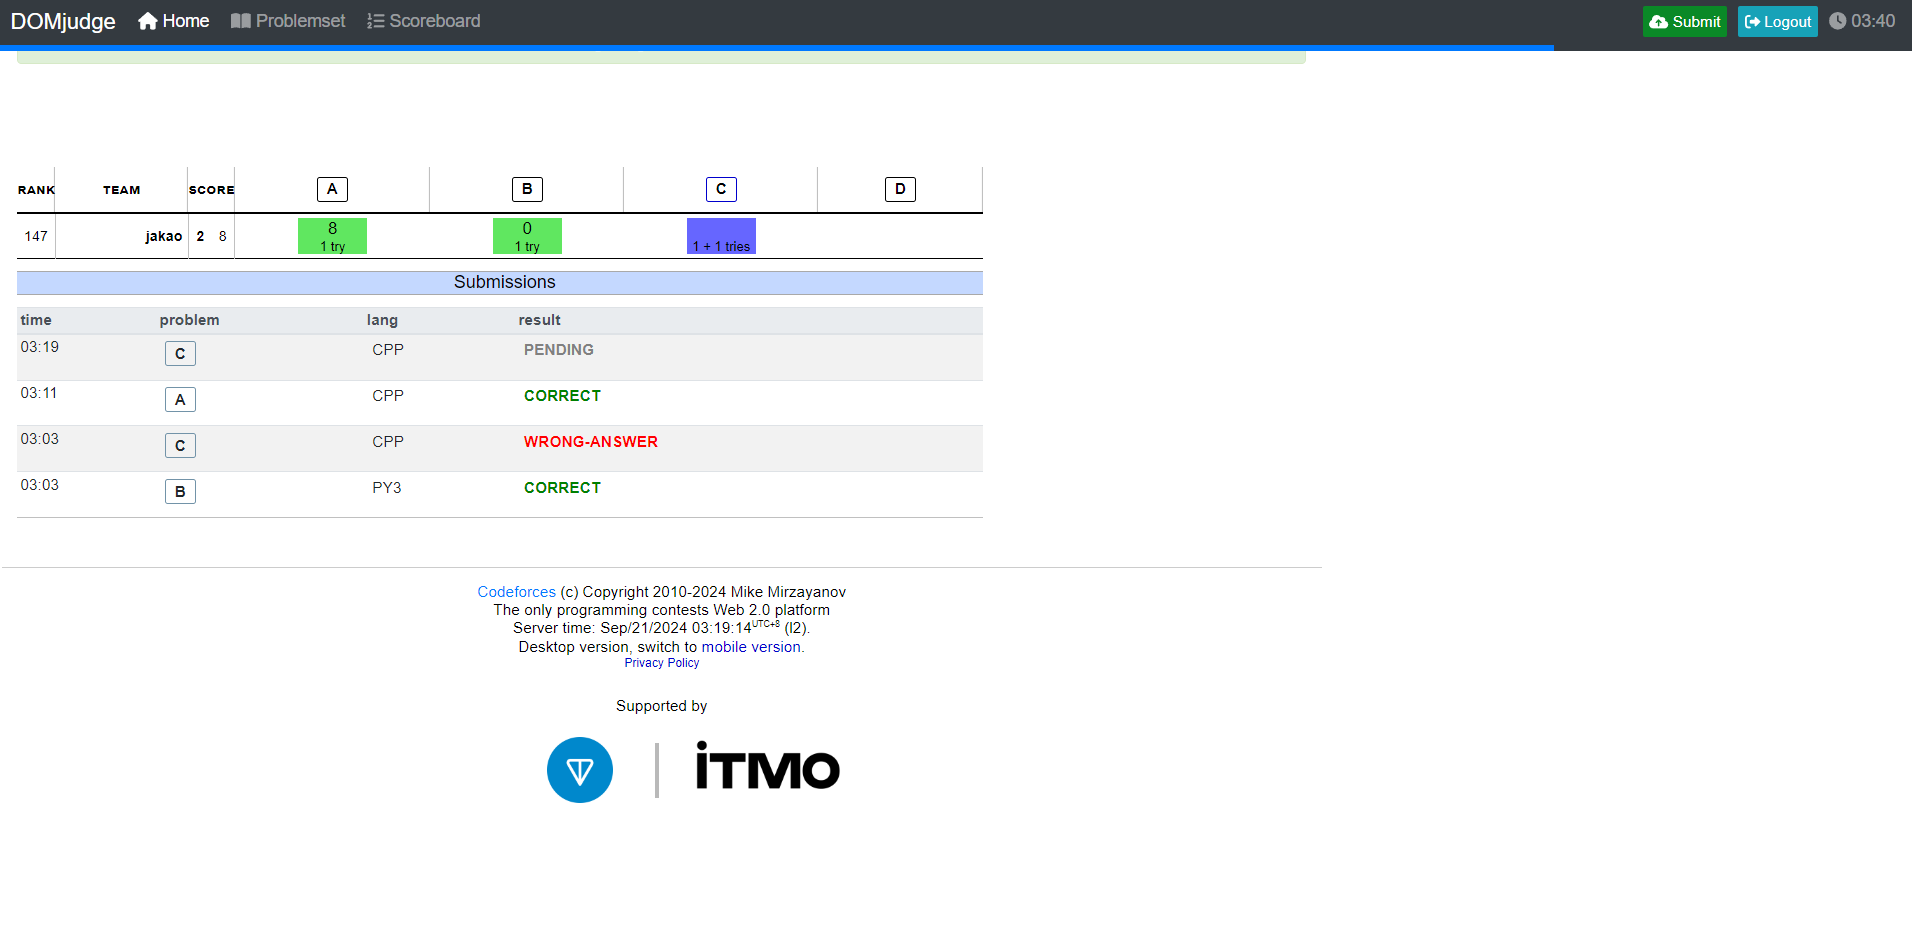 DOMjudge Home Problemset Scoreboard Submit Logout 03:40
RANK TEAM SCORE A B C D
147 jakao 2 8 8 0
1 try 1 try 1 + 1 tries
Submissions
time problem lang result
03:19 C CPP PENDING
03:11 A CPP CORRECT
03:03 C CPP WRONG-ANSWER
03:03 B PY3 CORRECT
Codeforces (c) Copyright 2010-2024 Mike Mirzayanov
The only programming contests Web 2.0 platform
Server time: Sep/21/2024 03:19:14UTC+8 (l2).
Desktop version, switch to mobile version.
Privacy Policy
Supported by
iTMO